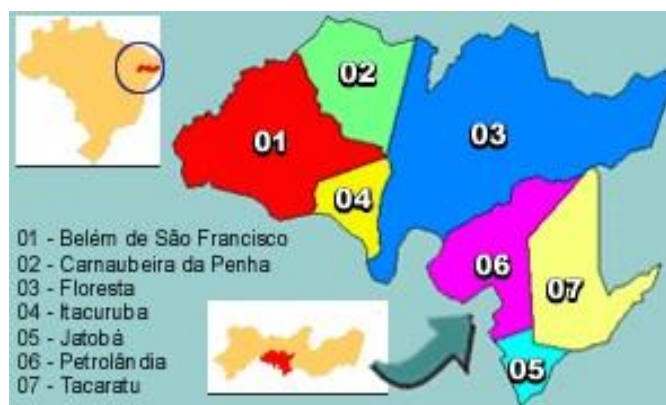 02
01
03
04
06
07
05
01 - Belém de São Francisco
02 - Carnaubeira da Penha
03 - Floresta
04 - Itacuruba
05 - Jatobá
06 - Petrolândia
07 - Tacaratu